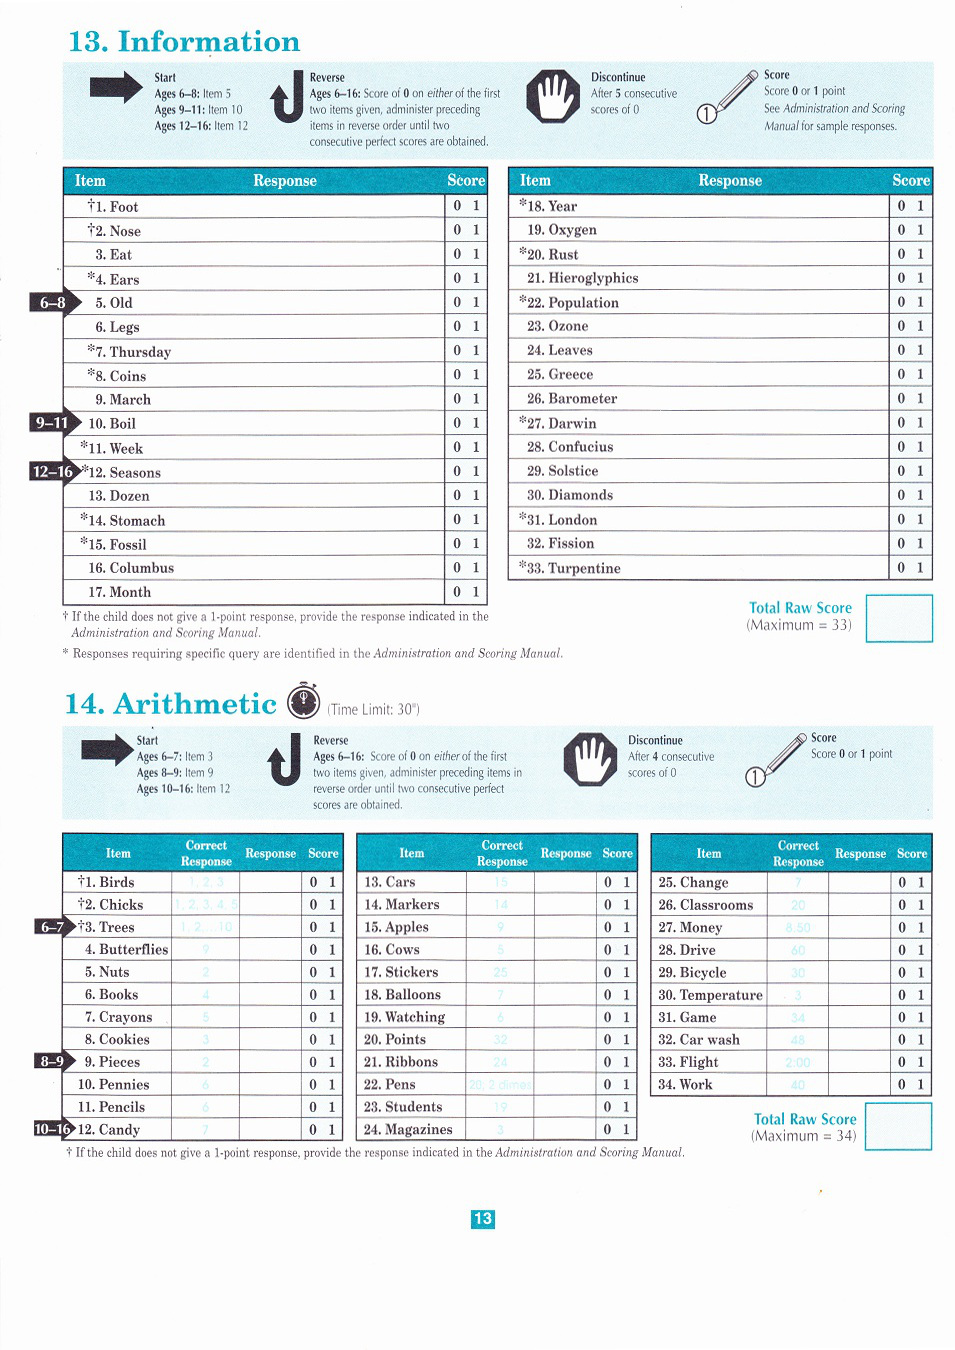 13. Information
Start
Ages 6–8: Item 5
Ages 9–11: Item 10
Ages 12–16: Item 12
Reverse
Ages 6–16: Score of 0 on either of the first
two items given, administer preceding
items in reverse order until two
consecutive perfect scores are obtained.
Discontinue
After 5 consecutive
scores of 0
Score
Score 0 or 1 point
See Administration and Scoring
Manual for sample responses.
1
Item Response Score
†1. Foot 0 1
†2. Nose 0 1
3. Eat 0 1
*4. Ears 0 1
6–8 5. Old 0 1
6. Legs 0 1
*7. Thursday 0 1
*8. Coins 0 1
9. March 0 1
9–11 10. Boil 0 1
*11. Week 0 1
12–16 *12. Seasons 0 1
13. Dozen 0 1
*14. Stomach 0 1
*15. Fossil 0 1
16. Columbus 0 1
17. Month 0 1
Item Response Score
*18. Year 0 1
19. Oxygen 0 1
*20. Rust 0 1
21. Hieroglyphics 0 1
*22. Population 0 1
23. Ozone 0 1
24. Leaves 0 1
25. Greece 0 1
26. Barometer 0 1
*27. Darwin 0 1
28. Confucius 0 1
29. Solstice 0 1
30. Diamonds 0 1
*31. London 0 1
32. Fission 0 1
*33. Turpentine 0 1
† If the child does not give a 1-point response, provide the response indicated in the
Administration and Scoring Manual.
* Responses requiring specific query are identified in the Administration and Scoring Manual.
Total Raw Score
(Maximum = 33)
14. Arithmetic (Time Limit: 30")
Start
Ages 6–7: Item 3
Ages 8–9: Item 9
Ages 10–16: Item 12
Reverse
Ages 6–16: Score of 0 on either of the first
two items given, administer preceding items in
reverse order until two consecutive perfect
scores are obtained.
Discontinue
After 4 consecutive
scores of 0
Score
Score 0 or 1 point
1
Item Correct Response Response Score
†1. Birds 1, 2, 3 0 1
†2. Chicks 1, 2, 3, 4, 5 0 1
6–7 †3. Trees 1, 2....10 0 1
4. Butterflies 9 0 1
5. Nuts 2 0 1
6. Books 4 0 1
7. Crayons 5 0 1
8. Cookies 3 0 1
8–9 9. Pieces 2 0 1
10. Pennies 6 0 1
11. Pencils 6 0 1
10–16 12. Candy 7 0 1
Item Correct Response Response Score
13. Cars 15 0 1
14. Markers 14 0 1
15. Apples 9 0 1
16. Cows 5 0 1
17. Stickers 25 0 1
18. Balloons 7 0 1
19. Watching 6 0 1
20. Points 32 0 1
21. Ribbons 24 0 1
22. Pens 20; 2 dimes 0 1
23. Students 19 0 1
24. Magazines 3 0 1
Item Correct Response Response Score
25. Change 7 0 1
26. Classrooms 20 0 1
27. Money 8.50 0 1
28. Drive 60 0 1
29. Bicycle 30 0 1
30. Temperature 3 0 1
31. Game 34 0 1
32. Car wash 48 0 1
33. Flight 2:00 0 1
34. Work 40 0 1
Total Raw Score
(Maximum = 34)
† If the child does not give a 1-point response, provide the response indicated in the Administration and Scoring Manual.
13